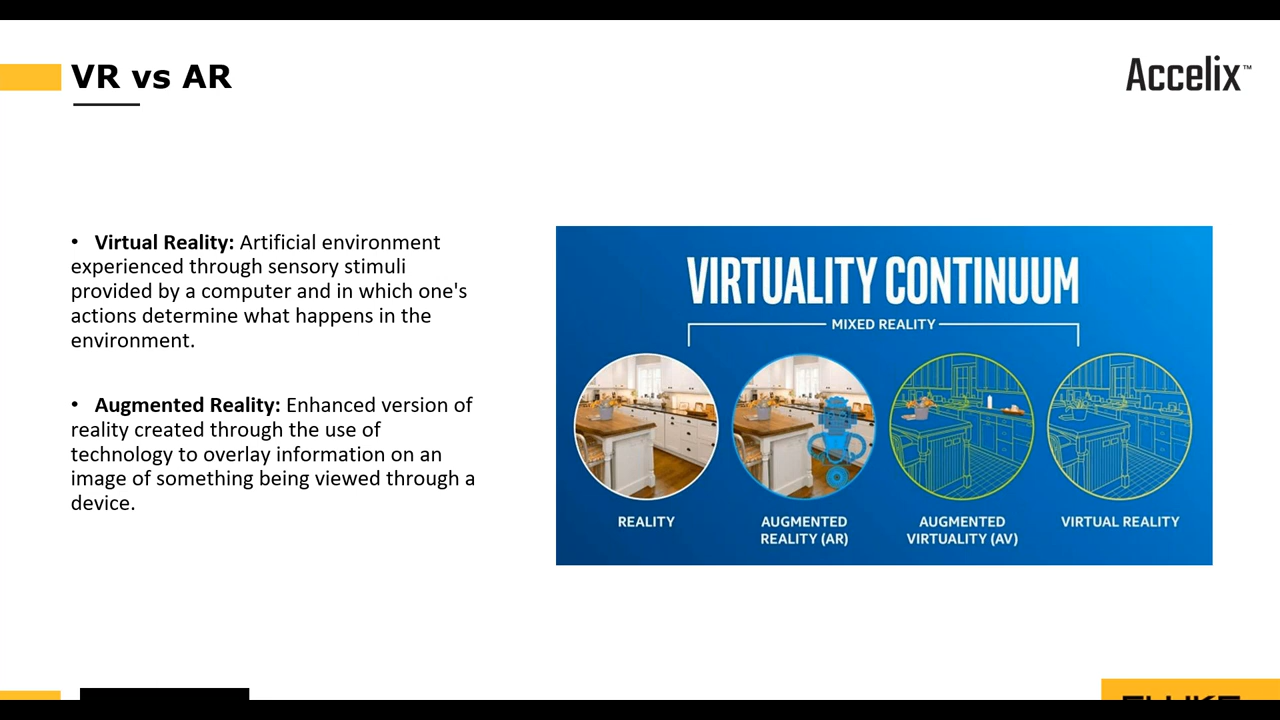 VR vs AR
Accelix™
• Virtual Reality: Artificial environment
experienced through sensory stimuli
provided by a computer and in which one's
actions determine what happens in the
environment.
• Augmented Reality: Enhanced version of
reality created through the use of
technology to overlay information on an
image of something being viewed through a
device.
VIRTUALITY CONTINUUM
MIXED REALITY
REALITY
AUGMENTED
REALITY (AR)
AUGMENTED
VIRTUALITY (AV)
VIRTUAL REALITY